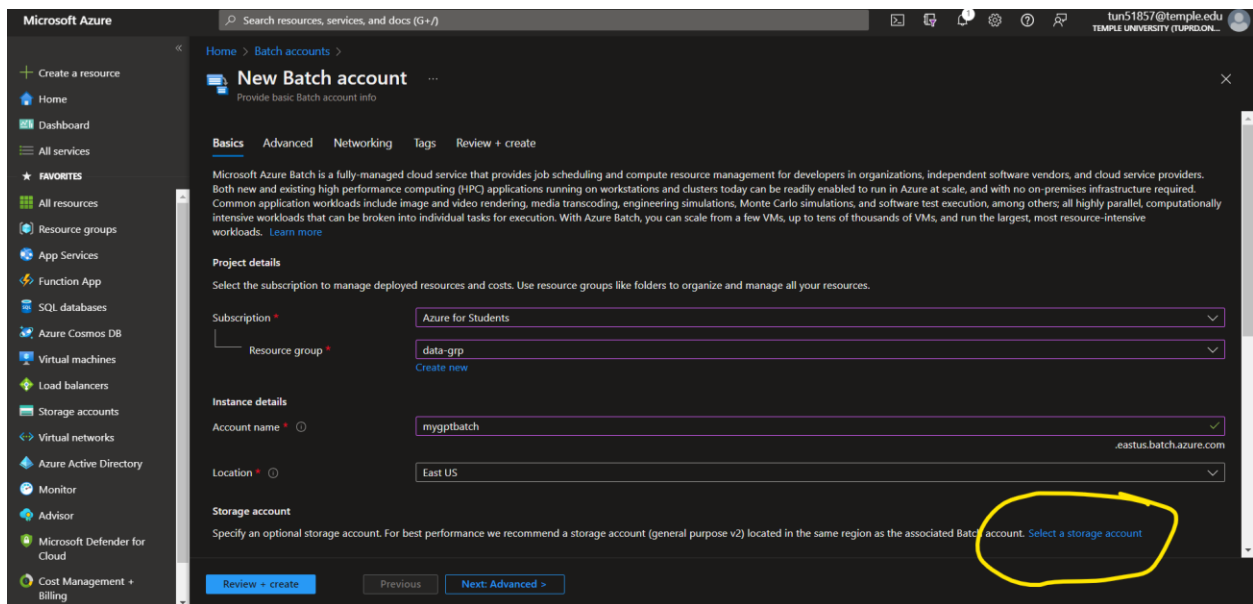 Microsoft Azure
Search resources, services, and docs (G+/)
1
tun51857@temple.edu
TEMPLE UNIVERSITY (TUPRD.ON...
Create a resource
Home
Dashboard
All services
FAVORITES
All resources
Resource groups
App Services
Function App
SQL databases
Azure Cosmos DB
Virtual machines
Load balancers
Storage accounts
Virtual networks
Azure Active Directory
Monitor
Advisor
Microsoft Defender for
Cloud
Cost Management +
Billing
Home > Batch accounts >
New Batch account ...
Provide basic Batch account info
Basics Advanced Networking Tags Review + create
Microsoft Azure Batch is a fully-managed cloud service that provides job scheduling and compute resource management for developers in organizations, independent software vendors, and cloud service providers.
Both new and existing high performance computing (HPC) applications running on workstations and clusters today can be readily enabled to run in Azure at scale, and with no on-premises infrastructure required.
Common application workloads include image and video rendering, media transcoding, engineering simulations, Monte Carlo simulations, and software test execution, among others; all highly parallel, computationally
intensive workloads that can be broken into individual tasks for execution. With Azure Batch, you can scale from a few VMs, up to tens of thousands of VMs, and run the largest, most resource-intensive
workloads. Learn more
Project details
Select the subscription to manage deployed resources and costs. Use resource groups like folders to organize and manage all your resources.
Subscription * Azure for Students
Resource group * data-grp
Create new
Instance details
Account name * mygptbatch
.eastus.batch.azure.com
Location * East US
Storage account
Specify an optional storage account. For best performance we recommend a storage account (general purpose v2) located in the same region as the associated Batch account. Select a storage account
Review + create Previous Next: Advanced >